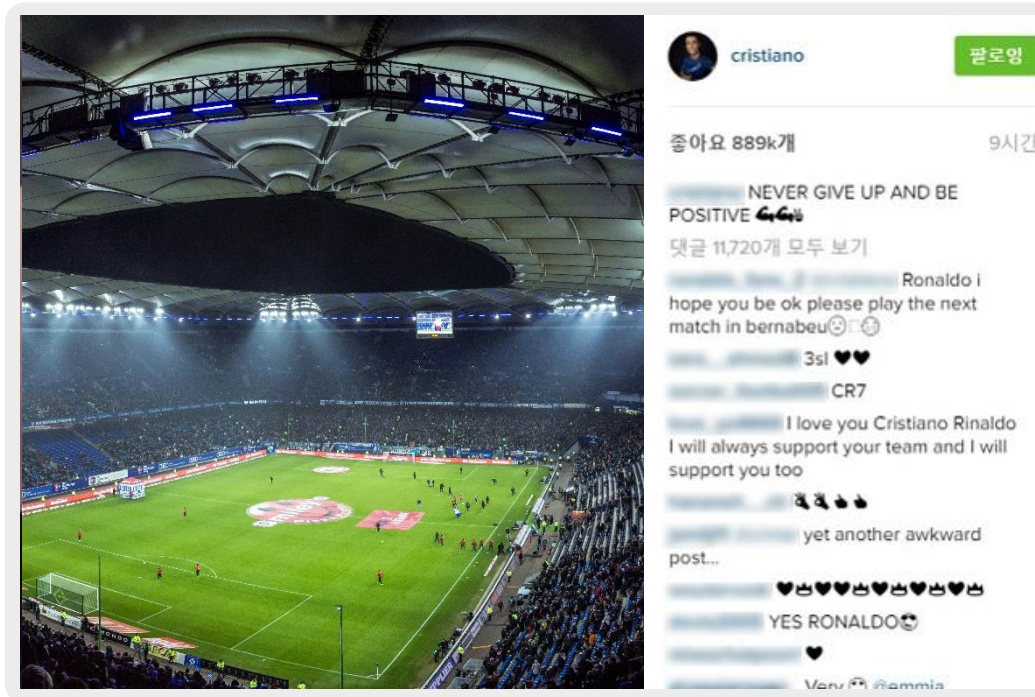 cristiano
팔로잉
좋아요 889k개
9시간
NEVER GIVE UP AND BE
POSITIVE
댓글 11,720개 모두 보기
Ronaldo i
hope you be ok please play the next
match in bernabeu
3sl ♥♥
CR7
I love you Cristiano Rinaldo
I will always support your team and I will
support you too
yet another awkward
post...
YES RONALDO
Very @emmia